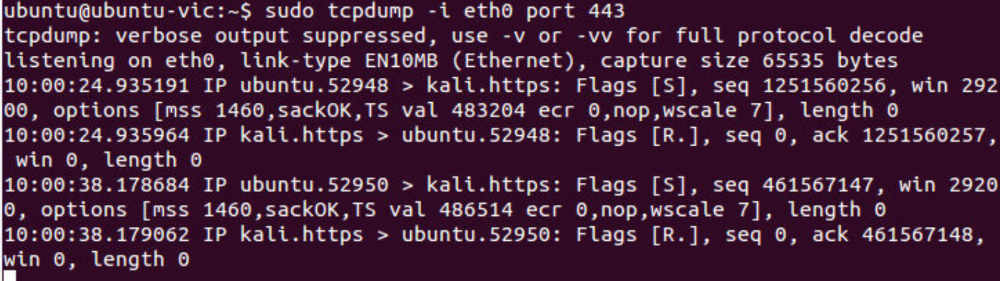 ubuntu@ubuntu-vic:~$ sudo tcpdump -i eth0 port 443
tcpdump: verbose output suppressed, use -v or -vv for full protocol decode
listening on eth0, link-type EN10MB (Ethernet), capture size 65535 bytes
10:00:24.935191 IP ubuntu.52948 > kali.https: Flags [S], seq 1251560256, win 292
00, options [mss 1460,sackOK,TS val 483204 ecr 0,nop,wscale 7], length 0
10:00:24.935964 IP kali.https > ubuntu.52948: Flags [R.], seq 0, ack 1251560257,
 win 0, length 0
10:00:38.178684 IP ubuntu.52950 > kali.https: Flags [S], seq 461567147, win 2920
0, options [mss 1460,sackOK,TS val 486514 ecr 0,nop,wscale 7], length 0
10:00:38.179062 IP kali.https > ubuntu.52950: Flags [R.], seq 0, ack 461567148,
win 0, length 0